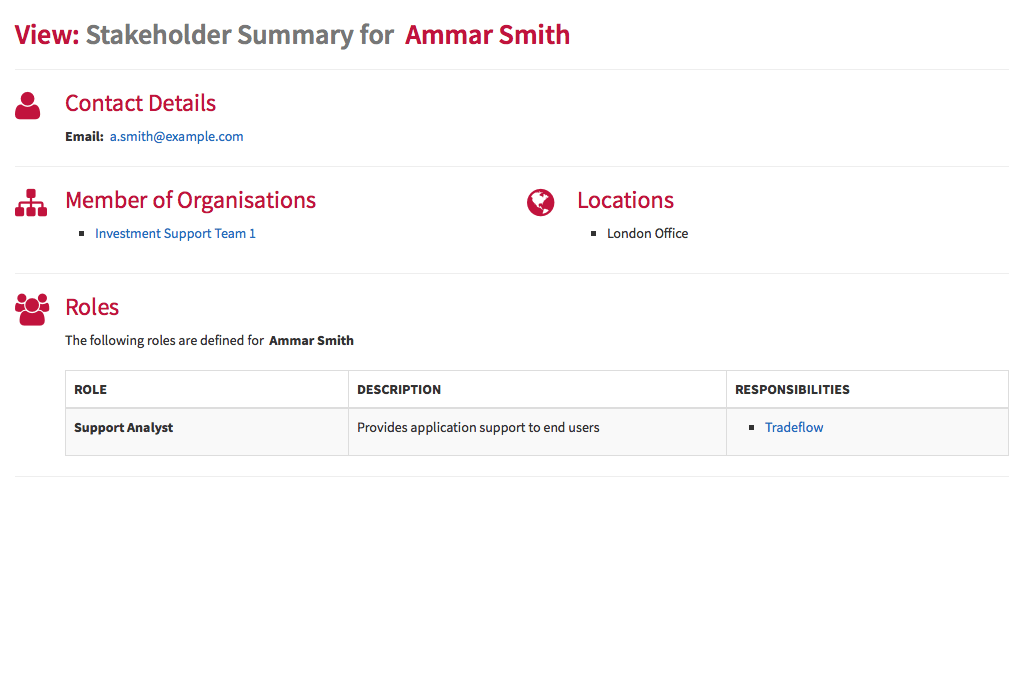 View: Stakeholder Summary for Ammar Smith
Contact Details
Email: a.smith@example.com
Member of Organisations
Investment Support Team 1
Locations
London Office
Roles
The following roles are defined for Ammar Smith
ROLE DESCRIPTION RESPONSIBILITIES
Support Analyst Provides application support to end users Tradeflow